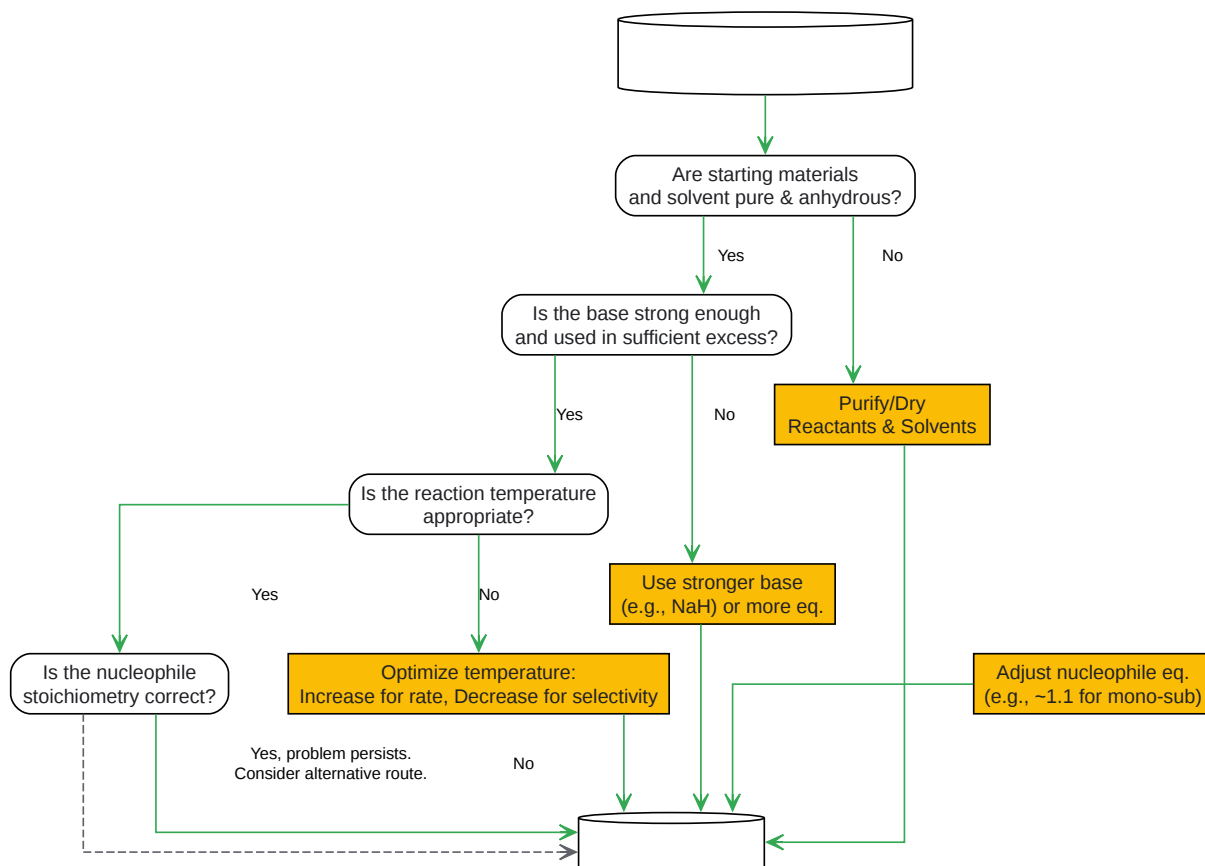 Are starting materials
and solvent pure & anhydrous?
Yes
No
Is the base strong enough
and used in sufficient excess?
Purify/Dry
Reactants & Solvents
Yes
No
Is the reaction temperature
appropriate?
Use stronger base
(e.g., NaH) or more eq.
Yes
No
Is the nucleophile
stoichiometry correct?
Optimize temperature:
Increase for rate, Decrease for selectivity
Adjust nucleophile eq.
(e.g., ~1.1 for mono-sub)
Yes, problem persists.
Consider alternative route.
No